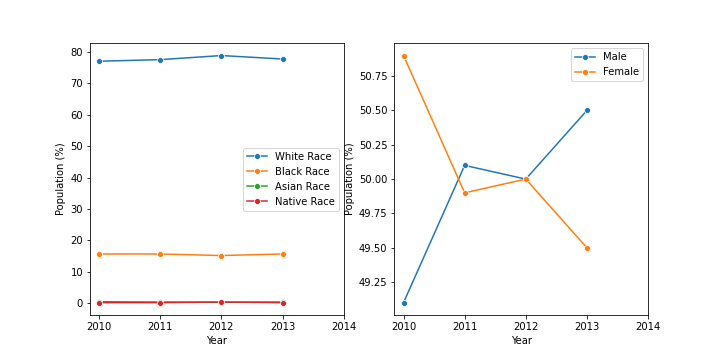 80
70
60
50
40
30
20
10
0
Population (%)
White Race
Black Race
Asian Race
Native Race
2010 2011 2012 2013 2014
Year
50.75
50.50
50.25
50.00
49.75
49.50
49.25
Population (%)
Male
Female
2010 2011 2012 2013 2014
Year